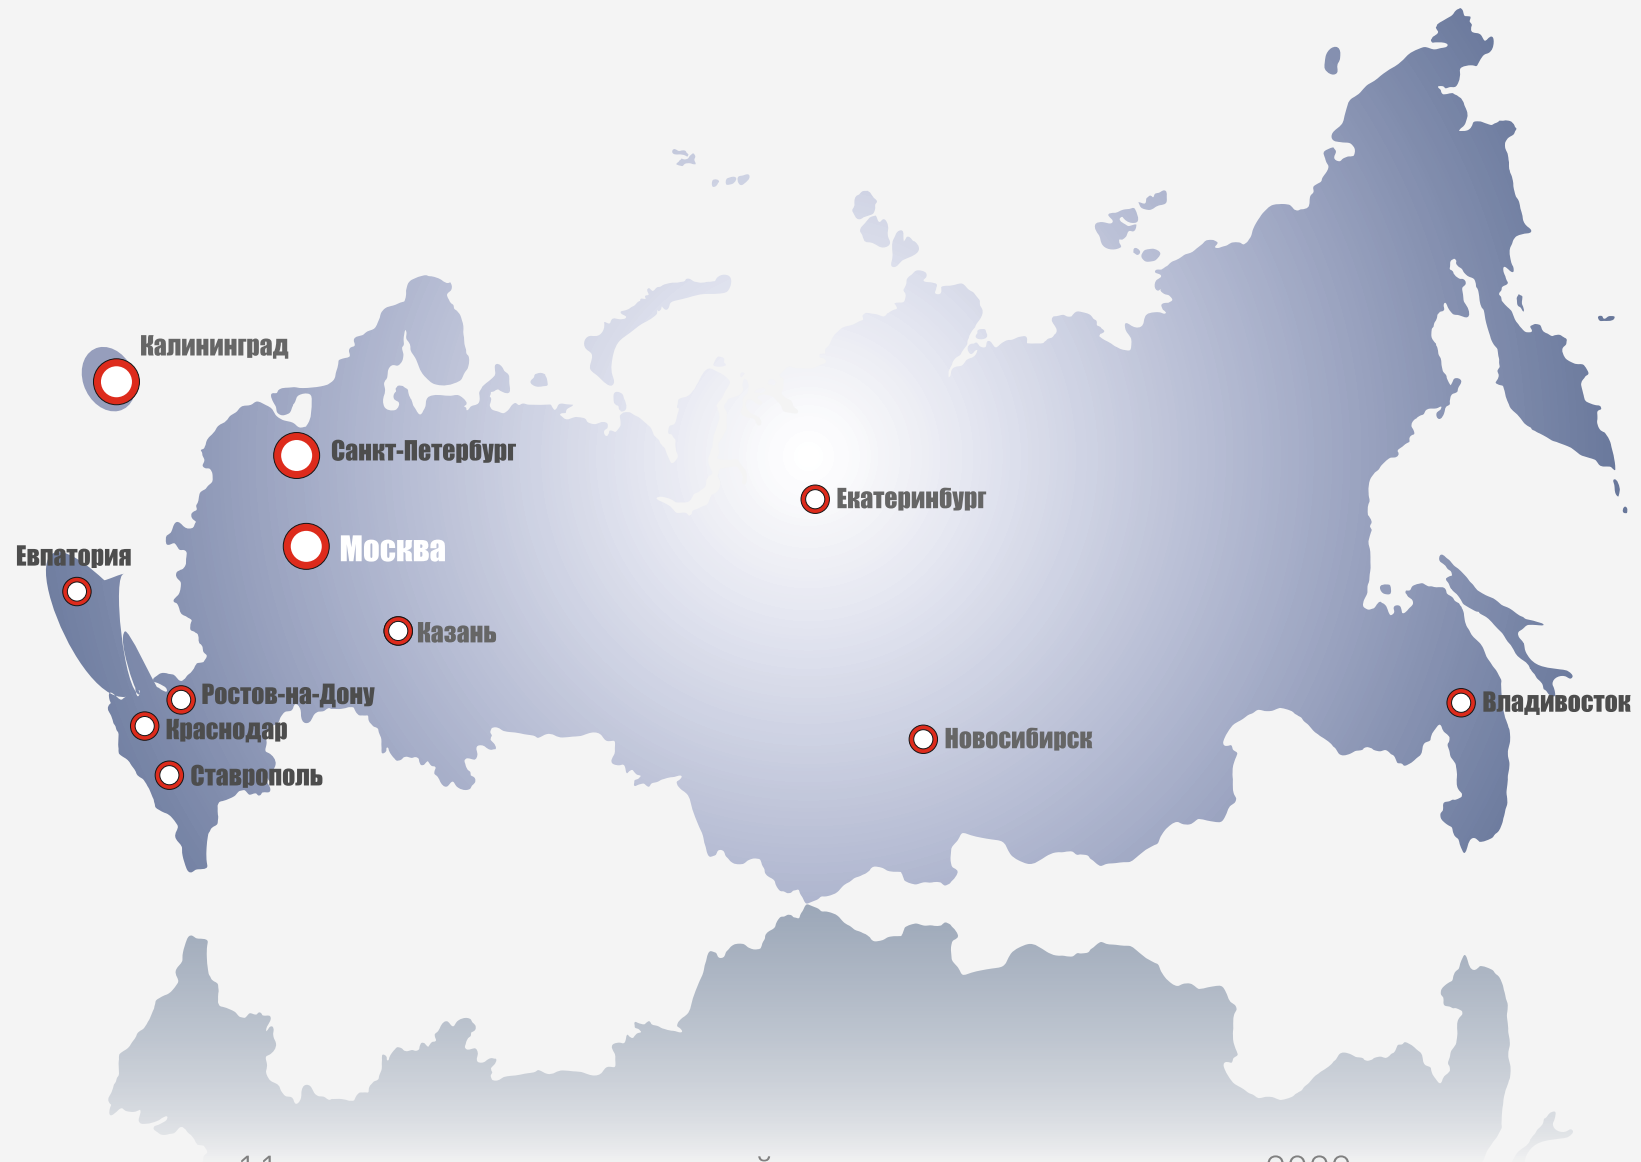 Калининград
Санкт-Петербург
Екатеринбург
Москва
Евпатория
Казань
Ростов-на-Дону
Владивосток
Краснодар
Новосибирск
Ставрополь